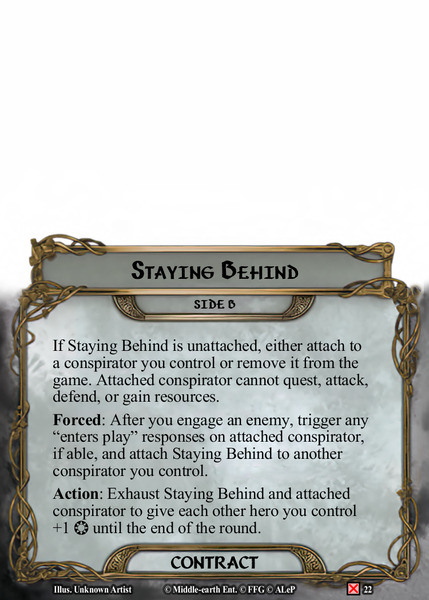 Staying Behind
Side B
If Staying Behind is unattached, either attach to
a conspirator you control or remove it from the
game. Attached conspirator cannot quest, attack,
defend, or gain resources.
Forced: After you engage an enemy, trigger any
“enters play” responses on attached conspirator,
if able, and attach Staying Behind to another
conspirator you control.
Action: Exhaust Staying Behind and attached
conspirator to give each other hero you control
+1 until the end of the round.
CONTRACT
Illus. Unknown Artist © Middle-earth Ent. © FFG © ALeP 22